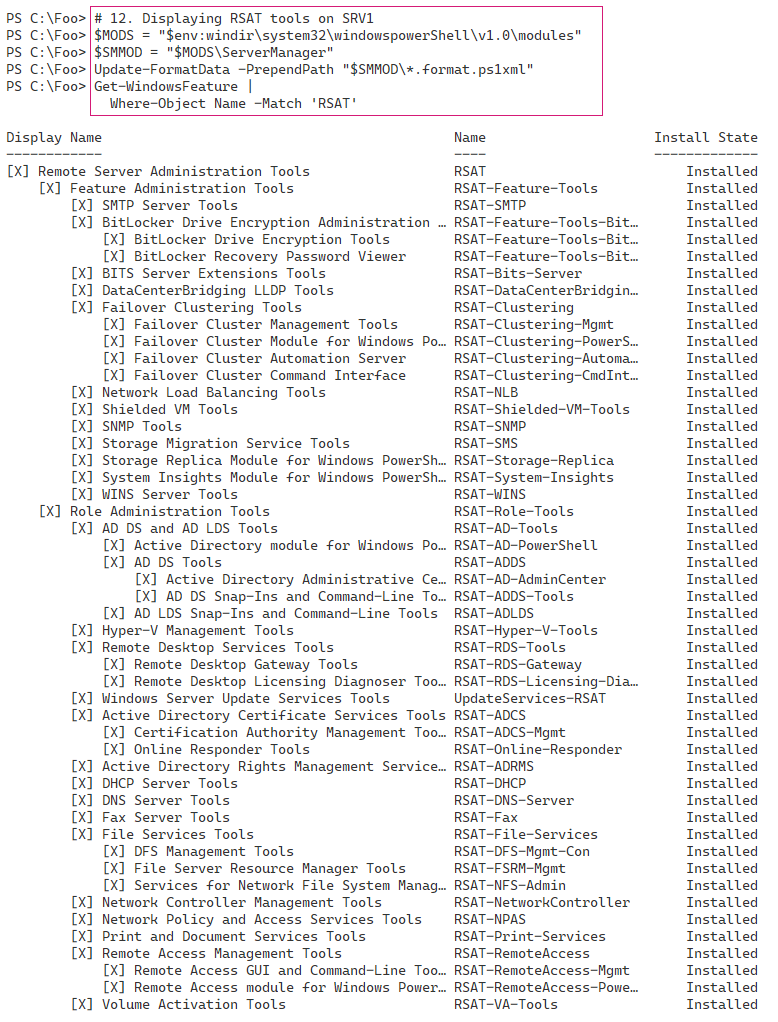 PS C:\Foo> # 12. Displaying RSAT tools on SRV1
PS C:\Foo> $MODS = "$env:windir\system32\windowspowerShell\v1.0\modules"
PS C:\Foo> $SMMOD = "$MODS\ServerManager"
PS C:\Foo> Update-FormatData -PrependPath "$SMMOD\*.format.ps1xml"
PS C:\Foo> Get-WindowsFeature |
Where-Object Name -Match 'RSAT'
Display Name Name Install State
------------ ---- -------------
[X] Remote Server Administration Tools RSAT Installed
[X] Feature Administration Tools RSAT-Feature-Tools Installed
[X] SMTP Server Tools RSAT-SMTP Installed
[X] BitLocker Drive Encryption Administration … RSAT-Feature-Tools-Bit… Installed
[X] BitLocker Drive Encryption Tools RSAT-Feature-Tools-Bit… Installed
[X] BitLocker Recovery Password Viewer RSAT-Feature-Tools-Bit… Installed
[X] BITS Server Extensions Tools RSAT-Bits-Server Installed
[X] DataCenterBridging LLDP Tools RSAT-DataCenterBridgin… Installed
[X] Failover Clustering Tools RSAT-Clustering Installed
[X] Failover Cluster Management Tools RSAT-Clustering-Mgmt Installed
[X] Failover Cluster Module for Windows Po… RSAT-Clustering-PowerS… Installed
[X] Failover Cluster Automation Server RSAT-Clustering-Automa… Installed
[X] Failover Cluster Command Interface RSAT-Clustering-CmdInt… Installed
[X] Network Load Balancing Tools RSAT-NLB Installed
[X] Shielded VM Tools RSAT-Shielded-VM-Tools Installed
[X] SNMP Tools RSAT-SNMP Installed
[X] Storage Migration Service Tools RSAT-SMS Installed
[X] Storage Replica Module for Windows PowerSh… RSAT-Storage-Replica Installed
[X] System Insights Module for Windows PowerSh… RSAT-System-Insights Installed
[X] WINS Server Tools RSAT-WINS Installed
[X] Role Administration Tools RSAT-Role-Tools Installed
[X] AD DS and AD LDS Tools RSAT-AD-Tools Installed
[X] Active Directory module for Windows Po… RSAT-AD-PowerShell Installed
[X] AD DS Tools RSAT-ADDS Installed
[X] Active Directory Administrative Ce… RSAT-AD-AdminCenter Installed
[X] AD DS Snap-Ins and Command-Line To… RSAT-ADDS-Tools Installed
[X] AD LDS Snap-Ins and Command-Line Tools RSAT-ADLDS Installed
[X] Hyper-V Management Tools RSAT-Hyper-V-Tools Installed
[X] Remote Desktop Services Tools RSAT-RDS-Tools Installed
[X] Remote Desktop Gateway Tools RSAT-RDS-Gateway Installed
[X] Remote Desktop Licensing Diagnoser Too… RSAT-RDS-Licensing-Dia… Installed
[X] Windows Server Update Services Tools UpdateServices-RSAT Installed
[X] Active Directory Certificate Services Tools RSAT-ADCS Installed
[X] Certification Authority Management Too… RSAT-ADCS-Mgmt Installed
[X] Online Responder Tools RSAT-Online-Responder Installed
[X] Active Directory Rights Management Service… RSAT-ADRMS Installed
[X] DHCP Server Tools RSAT-DHCP Installed
[X] DNS Server Tools RSAT-DNS-Server Installed
[X] Fax Server Tools RSAT-Fax Installed
[X] File Services Tools RSAT-File-Services Installed
[X] DFS Management Tools RSAT-DFS-Mgmt-Con Installed
[X] File Server Resource Manager Tools RSAT-FSRM-Mgmt Installed
[X] Services for Network File System Manag… RSAT-NFS-Admin Installed
[X] Network Controller Management Tools RSAT-NetworkController Installed
[X] Network Policy and Access Services Tools RSAT-NPAS Installed
[X] Print and Document Services Tools RSAT-Print-Services Installed
[X] Remote Access Management Tools RSAT-RemoteAccess Installed
[X] Remote Access GUI and Command-Line Too… RSAT-RemoteAccess-Mgmt Installed
[X] Remote Access module for Windows Power… RSAT-RemoteAccess-Powe… Installed
[X] Volume Activation Tools RSAT-VA-Tools Installed